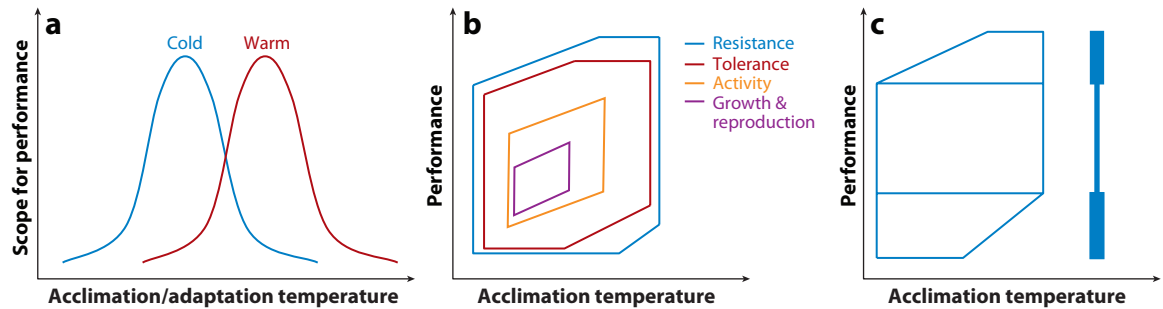 a
Scope for performance
Cold
Warm
Acclimation/adaptation temperature
b
Performance
Resistance
Tolerance
Activity
Growth &
reproduction
Acclimation temperature
c
Performance
Acclimation temperature